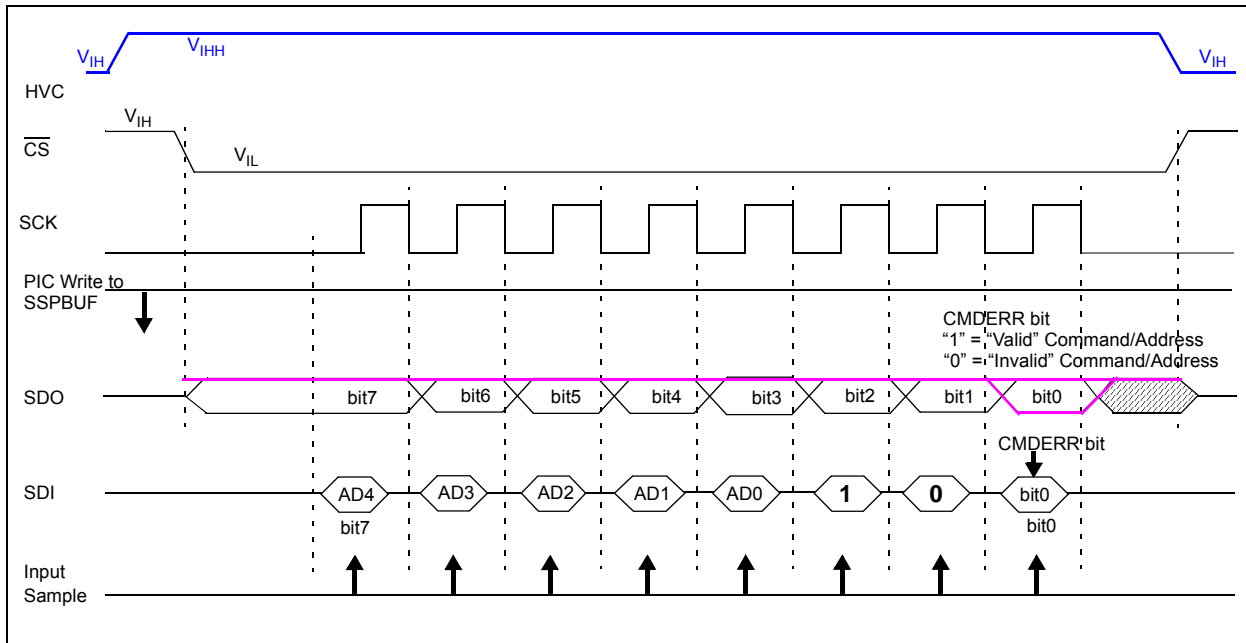 VIH
VIHH
VIH
HVC
VIH
CS
VIL
SCK
PIC Write to
SSPBUF
CMDERR bit
“1” = “Valid” Command/Address
“0” = “Invalid” Command/Address
SDO
bit7
bit6
bit5
bit4
bit3
bit2
bit1
bit0
CMDERR bit
SDI
AD4
AD3
AD2
AD1
AD0
1
0
bit0
bit7
bit0
Input
Sample